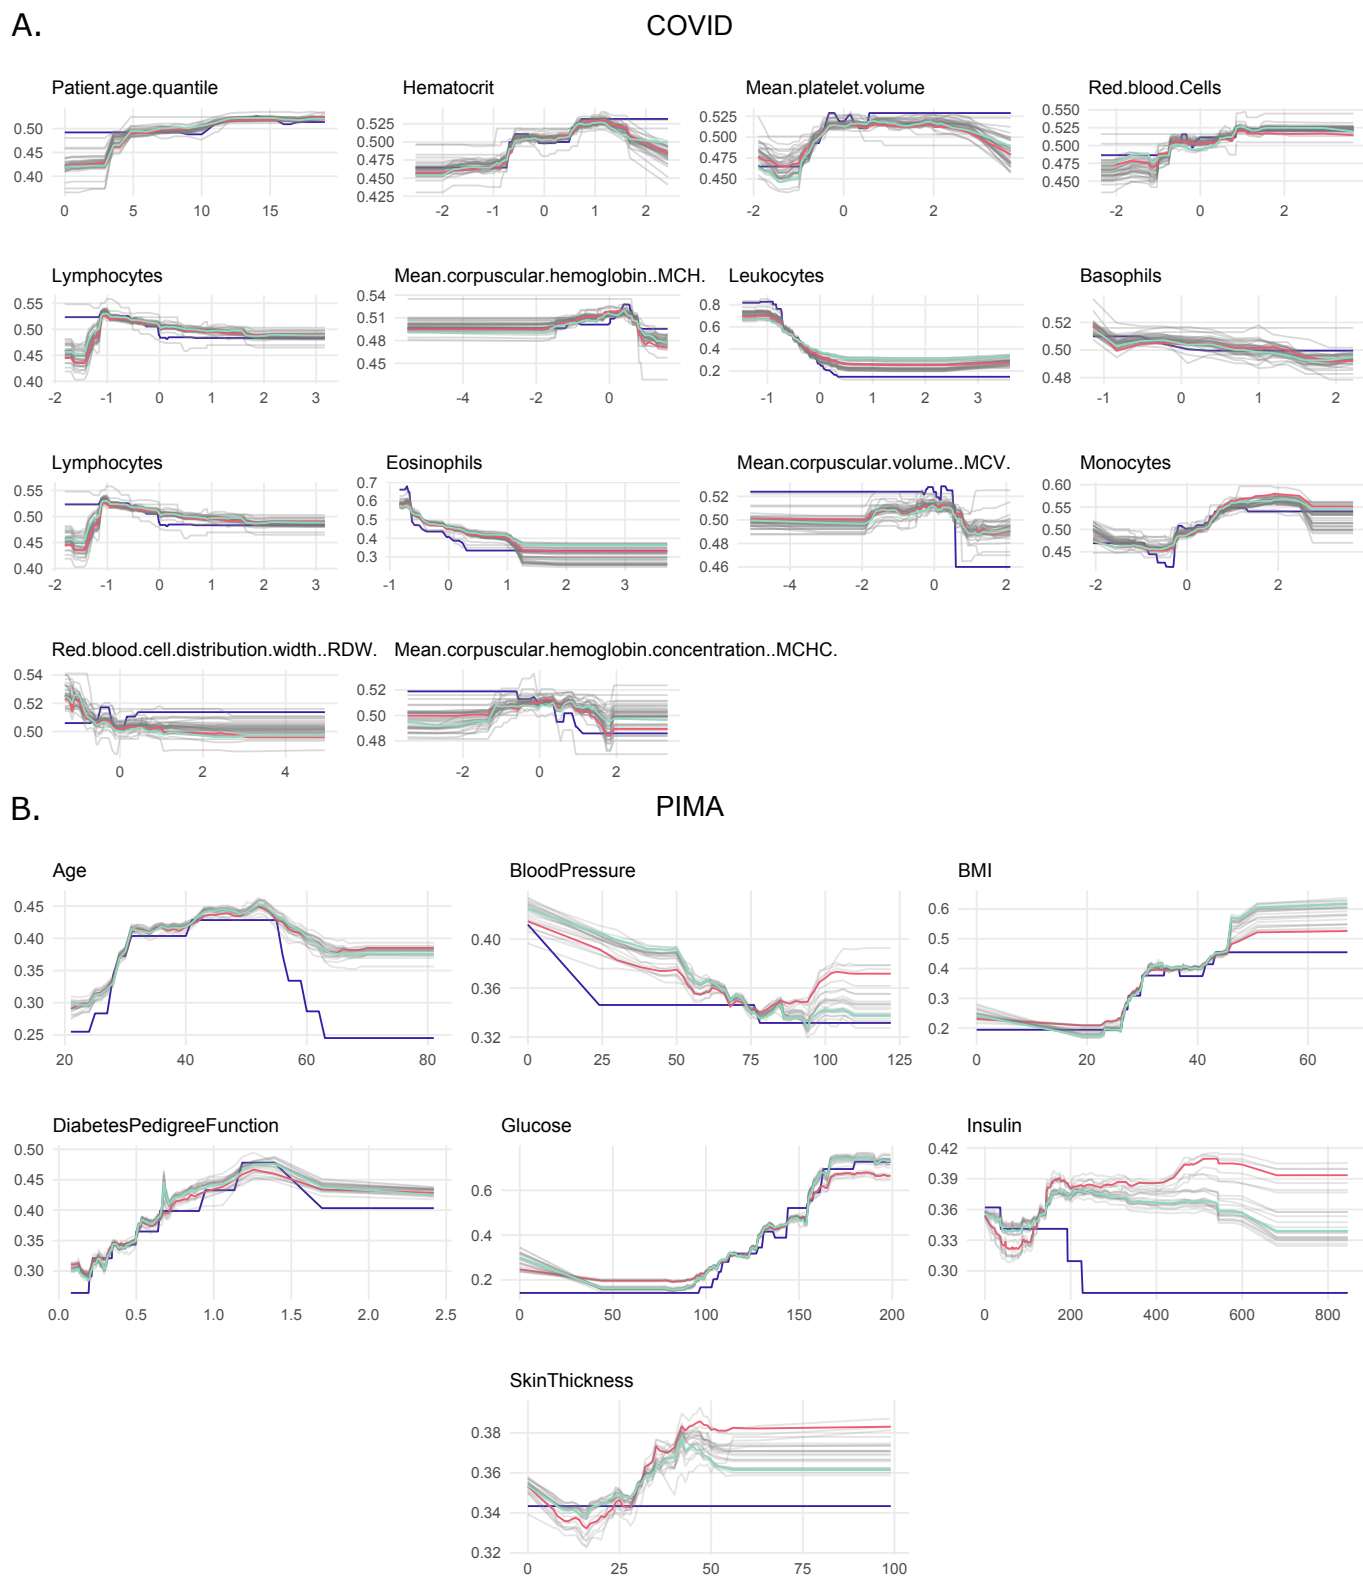 A.
COVID
Patient.age.quantile
0.50
0.45
0.40
0 5 10 15
Hematocrit
0.525
0.500
0.475
0.450
0.425
-2 -1 0 1 2
Mean.platelet.volume
0.525
0.500
0.475
0.450
-2 0 2
Red.blood.Cells
0.550
0.525
0.500
0.475
0.450
-2 0 2
Lymphocytes
0.55
0.50
0.45
0.40
-2 -1 0 1 2 3
Mean.corpuscular.hemoglobin..MCH.
0.54
0.51
0.48
0.45
-4 -2 0
Leukocytes
0.8
0.6
0.4
0.2
-1 0 1 2 3
Basophils
0.52
0.50
0.48
-1 0 1 2
Lymphocytes
0.55
0.50
0.45
0.40
-2 -1 0 1 2 3
Eosinophils
0.7
0.6
0.5
0.4
0.3
-1 0 1 2 3
Mean.corpuscular.volume..MCV.
0.52
0.50
0.48
0.46
-4 -2 0 2
Monocytes
0.60
0.55
0.50
0.45
-2 0 2
Red.blood.cell.distribution.width..RDW.
0.54
0.52
0.50
0 2 4
Mean.corpuscular.hemoglobin.concentration..MCHC.
0.52
0.50
0.48
-2 0 2
B.
PIMA
Age
0.45
0.40
0.35
0.30
0.25
20 40 60 80
BloodPressure
0.40
0.36
0.32
0 25 50 75 100 125
BMI
0.6
0.5
0.4
0.3
0.2
0 20 40 60
DiabetesPedigreeFunction
0.50
0.45
0.40
0.35
0.30
0.0 0.5 1.0 1.5 2.0 2.5
Glucose
0.6
0.4
0.2
0 50 100 150 200
Insulin
0.42
0.39
0.36
0.33
0.30
0 200 400 600 800
SkinThickness
0.38
0.36
0.34
0.32
0 25 50 75 100